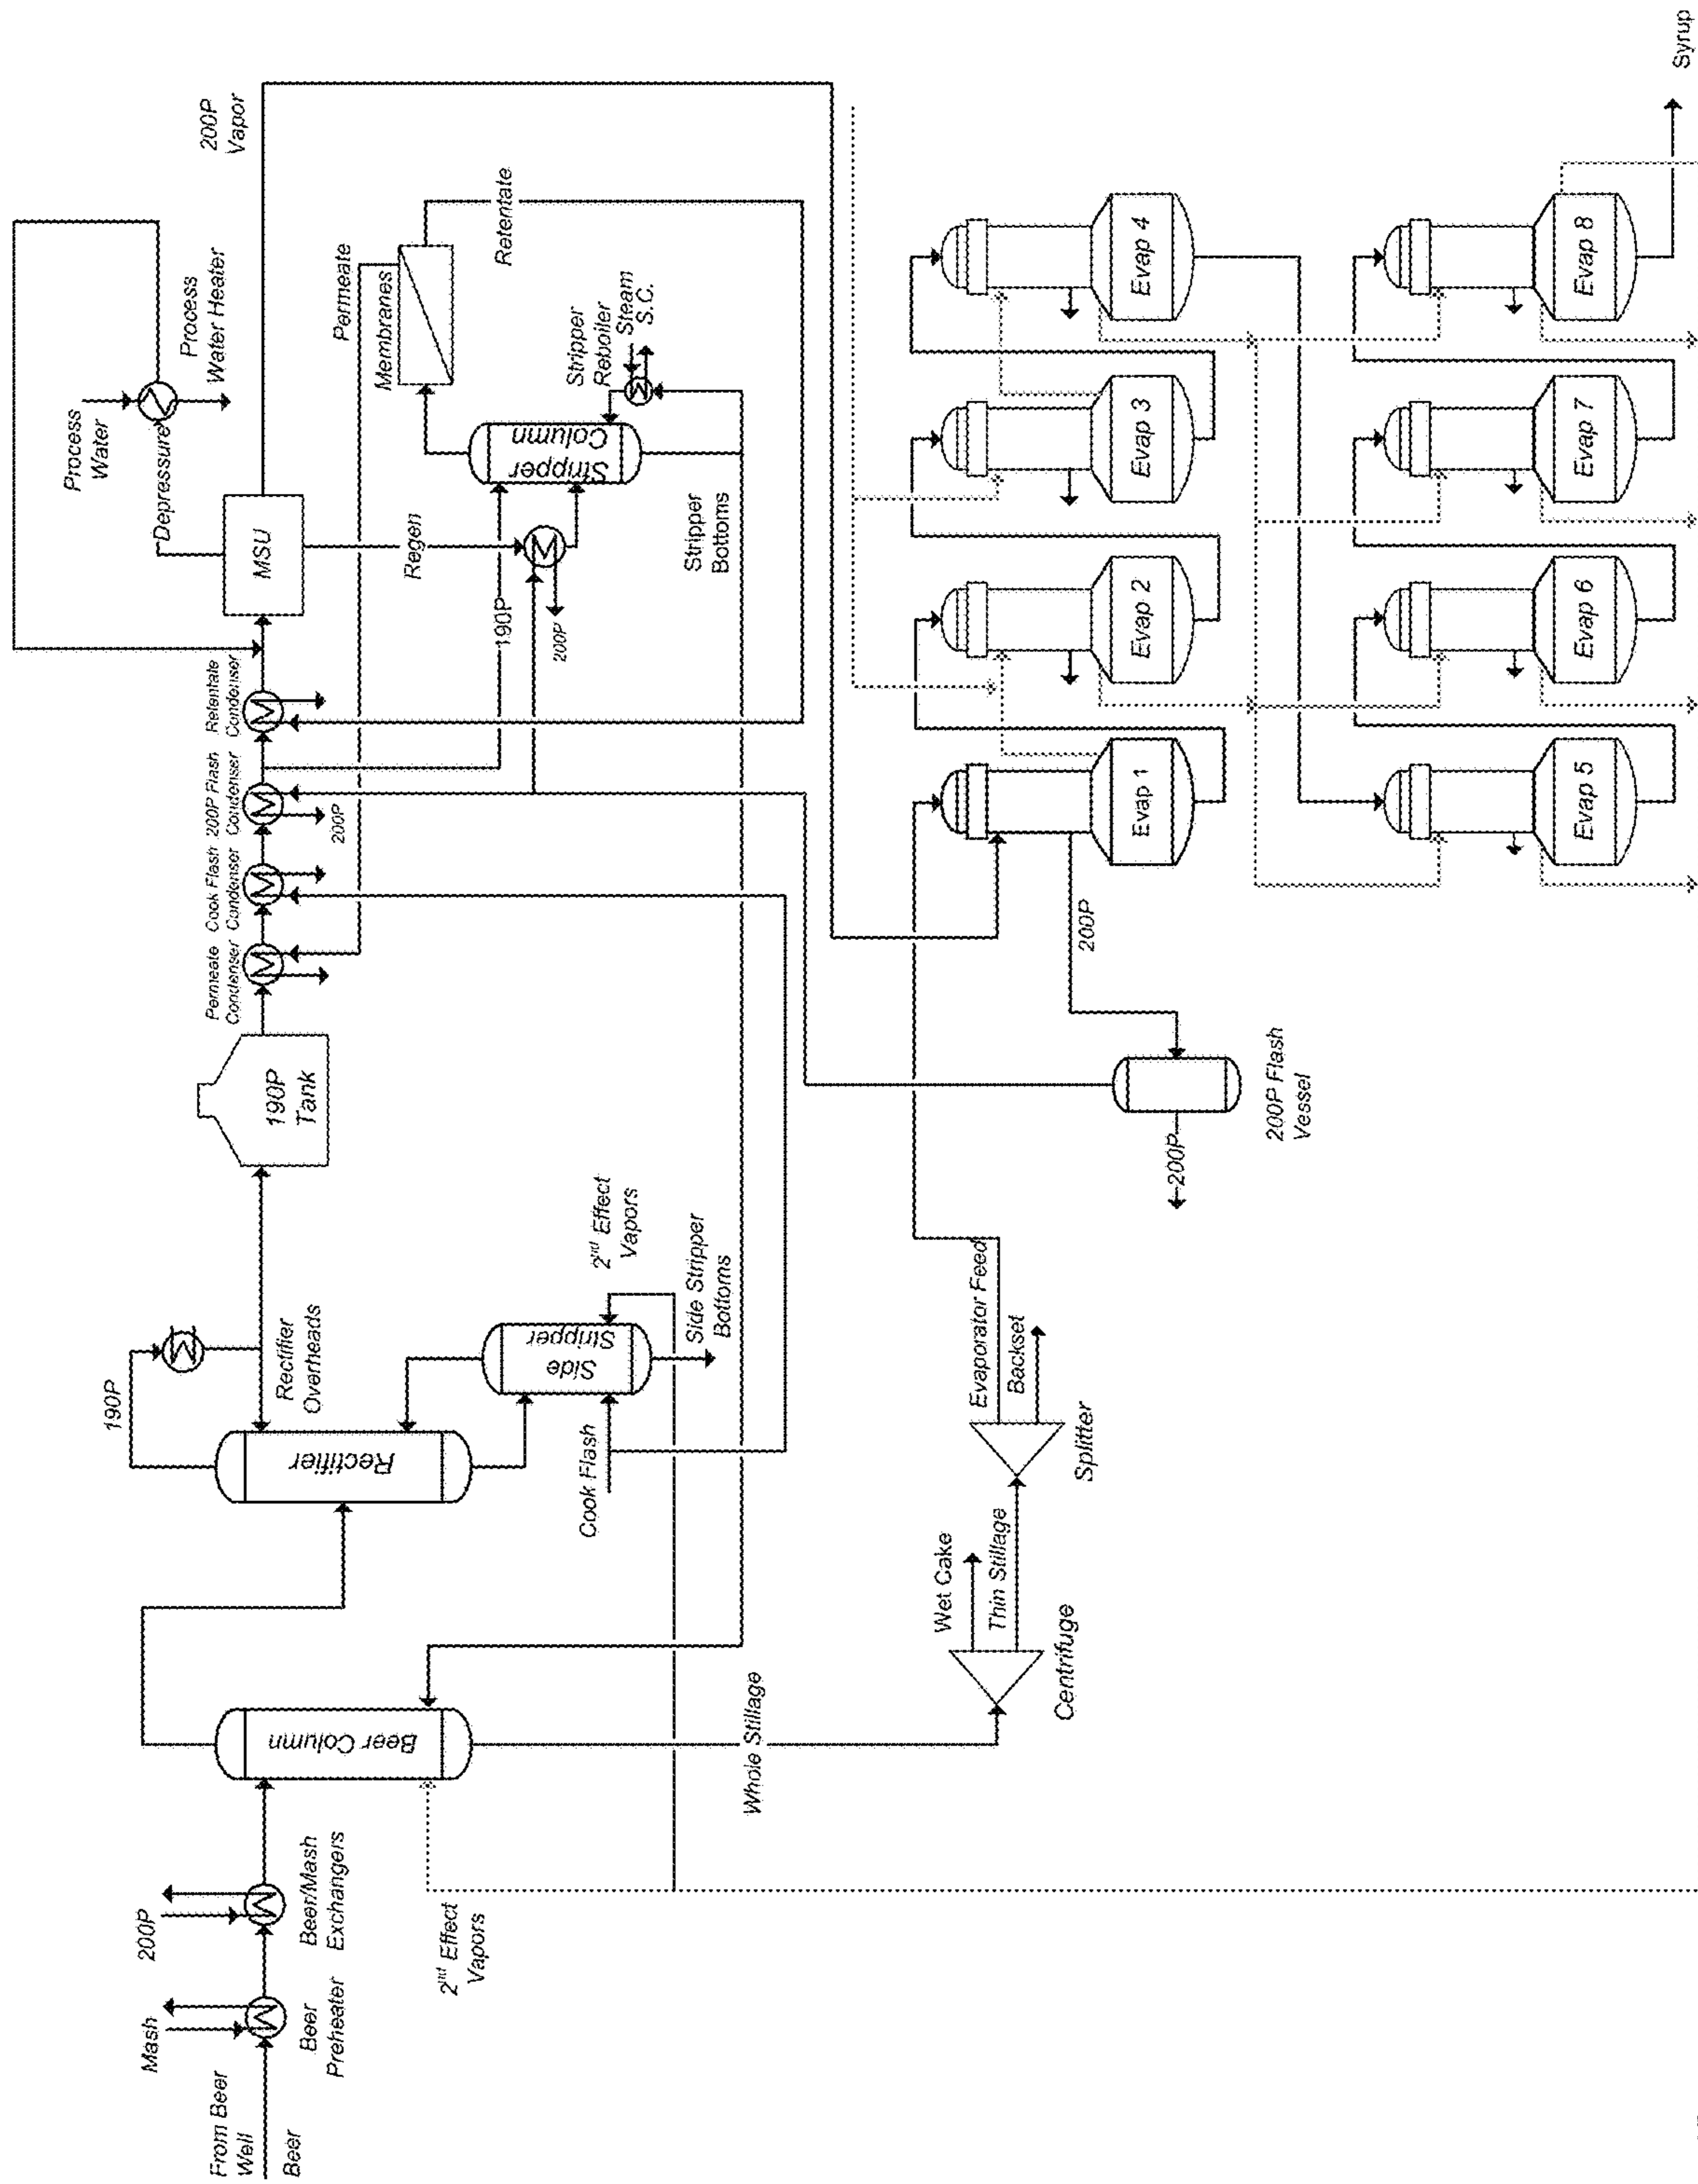 From Beer
Well
Beer
Mash
Beer
Preheater
200P
Beer/Mash
Exchangers
2nd Effect
Vapors
Beer Column
Whole Stillage
190P
Rectifier
Rectifier
Overheads
Side
Stripper
Cook Flash
2nd Effect
Vapors
Side Stripper
Bottoms
190P
Tank
Permeate
Condenser
Cook Flash
Condenser
200P Flash
Condenser
200P
Retentate
Condenser
MSU
Depressure
Process
Water
Process
Water Heater
200P
Vapor
Regen
190P
200P
Stripper
Column
Stripper
Bottoms
Stripper
Reboiler
Steam
S.C.
Membranes
Permeate
Retentate
Centrifuge
Wet Cake
Thin Stillage
Splitter
Evaporator Feed
Backset
200P
200P Flash
Vessel
200P
Evap 1
Evap 2
Evap 3
Evap 4
Evap 5
Evap 6
Evap 7
Evap 8
Syrup